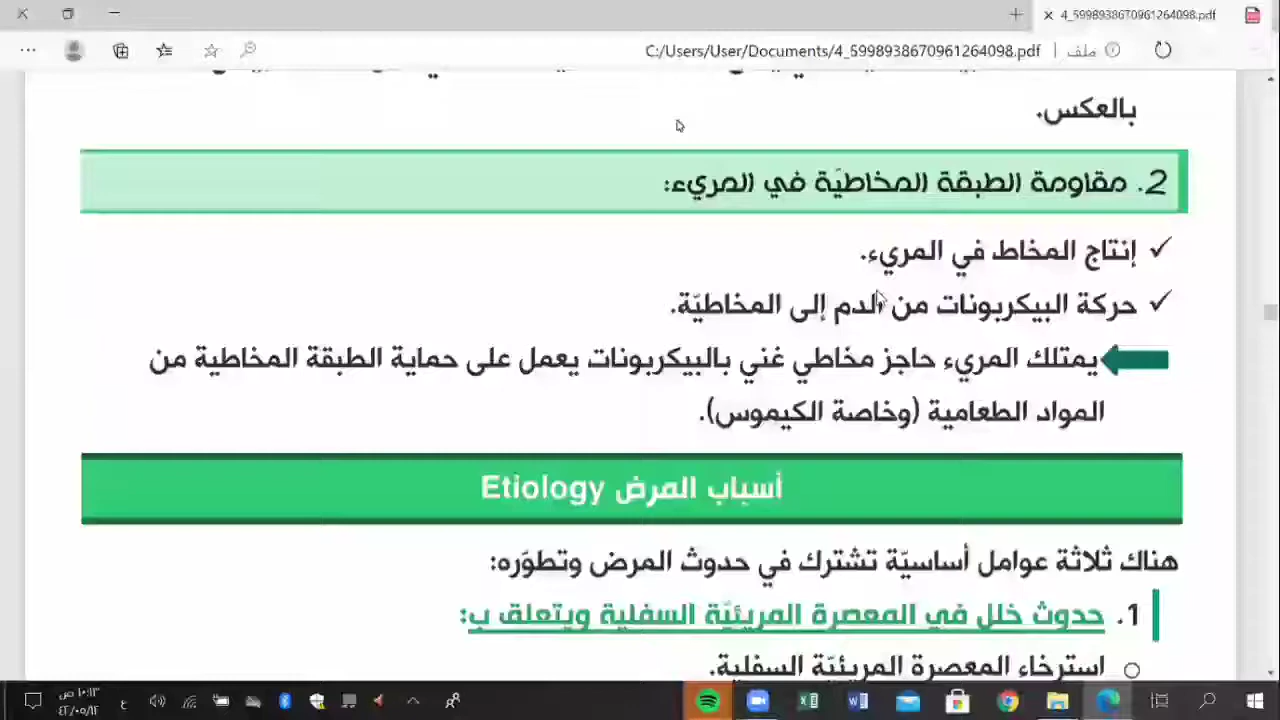 4_5998938670961264098.pdf
C:/Users/User/Documents/4_5998938670961264098.pdf | ملف
بالعكس.
2. مقاومة الطبقة المخاطيّة في المريء:
✓ إنتاج المخاط في المريء.
✓ حركة البيكربونات من الدم إلى المخاطيّة.
يمتلك المريء حاجز مخاطي غني بالبيكربونات يعمل على حماية الطبقة المخاطية من
المواد الطعامية (وخاصة الكيموس).
أسباب المرض Etiology
هناك ثلاثة عوامل أساسيّة تشترك في حدوث المرض وتطوّره:
1. حدوث خلل في المعصرة المريئيّة السفلية ويتعلق ب:
○ استرخاء المعصرة المريئيّة السفلية.
١٠:١٣ ص
ع